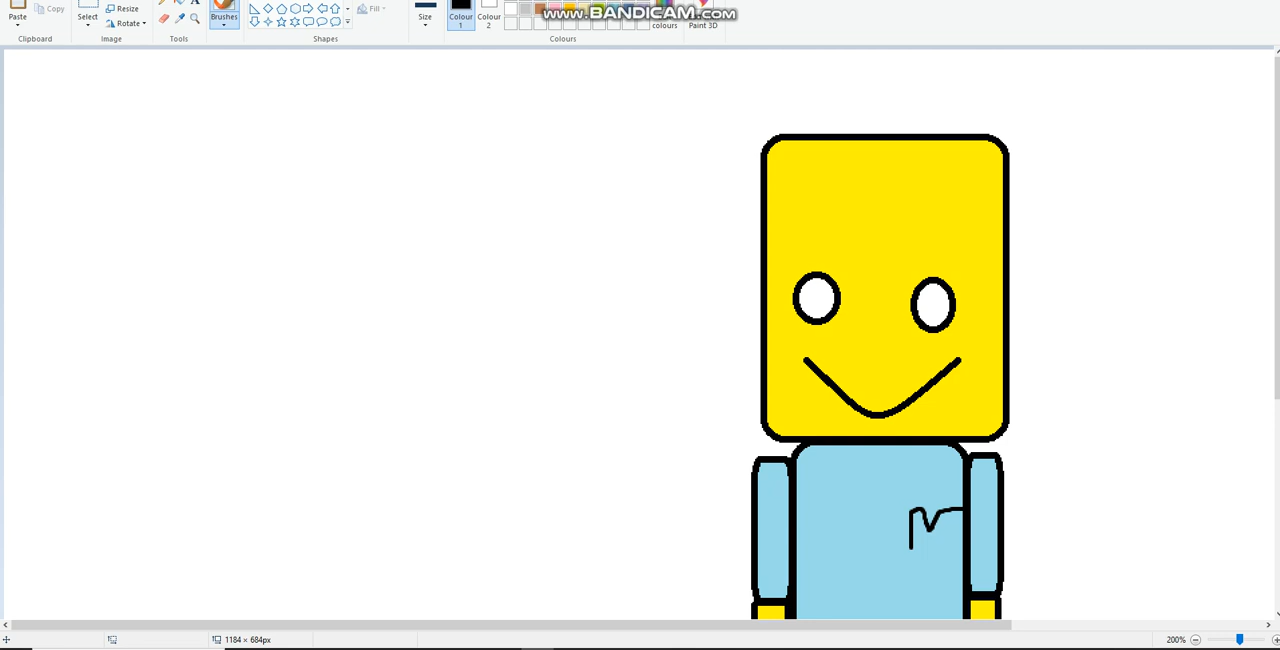 www.BANDICAM.com
Paste
Copy
Select
Resize
Rotate
Brushes
Fill
Size
Colour
1
Colour
2
colours
Paint 3D
Clipboard
Image
Tools
Shapes
Colours
1184 × 684px
200%